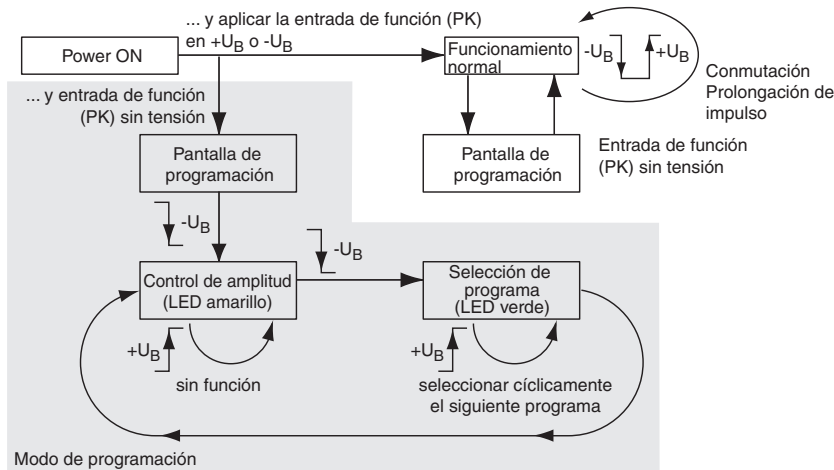 ... y aplicar la entrada de función (PK)
en +UB o -UB
Power ON
Funcionamiento
normal
-UB
+UB
Conmutación
Prolongación de
impulso
... y entrada de función
(PK) sin tensión
Pantalla de
programación
Pantalla de
programación
Entrada de función
(PK) sin tensión
-UB
-UB
Control de amplitud
(LED amarillo)
Selección de
programa
(LED verde)
+UB
sin función
+UB
seleccionar cíclicamente
el siguiente programa
Modo de programación